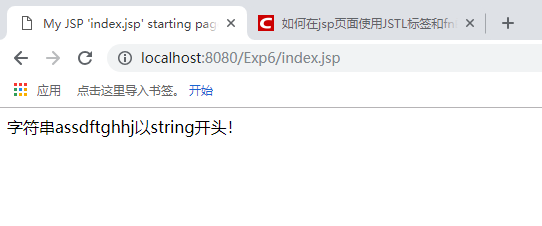 My JSP 'index.jsp' starting pag
如何在jsp页面使用JSTL标签和fn
localhost:8080/Exp6/index.jsp
应用 点击这里导入书签。 开始
字符串assdftghhj以string开头!